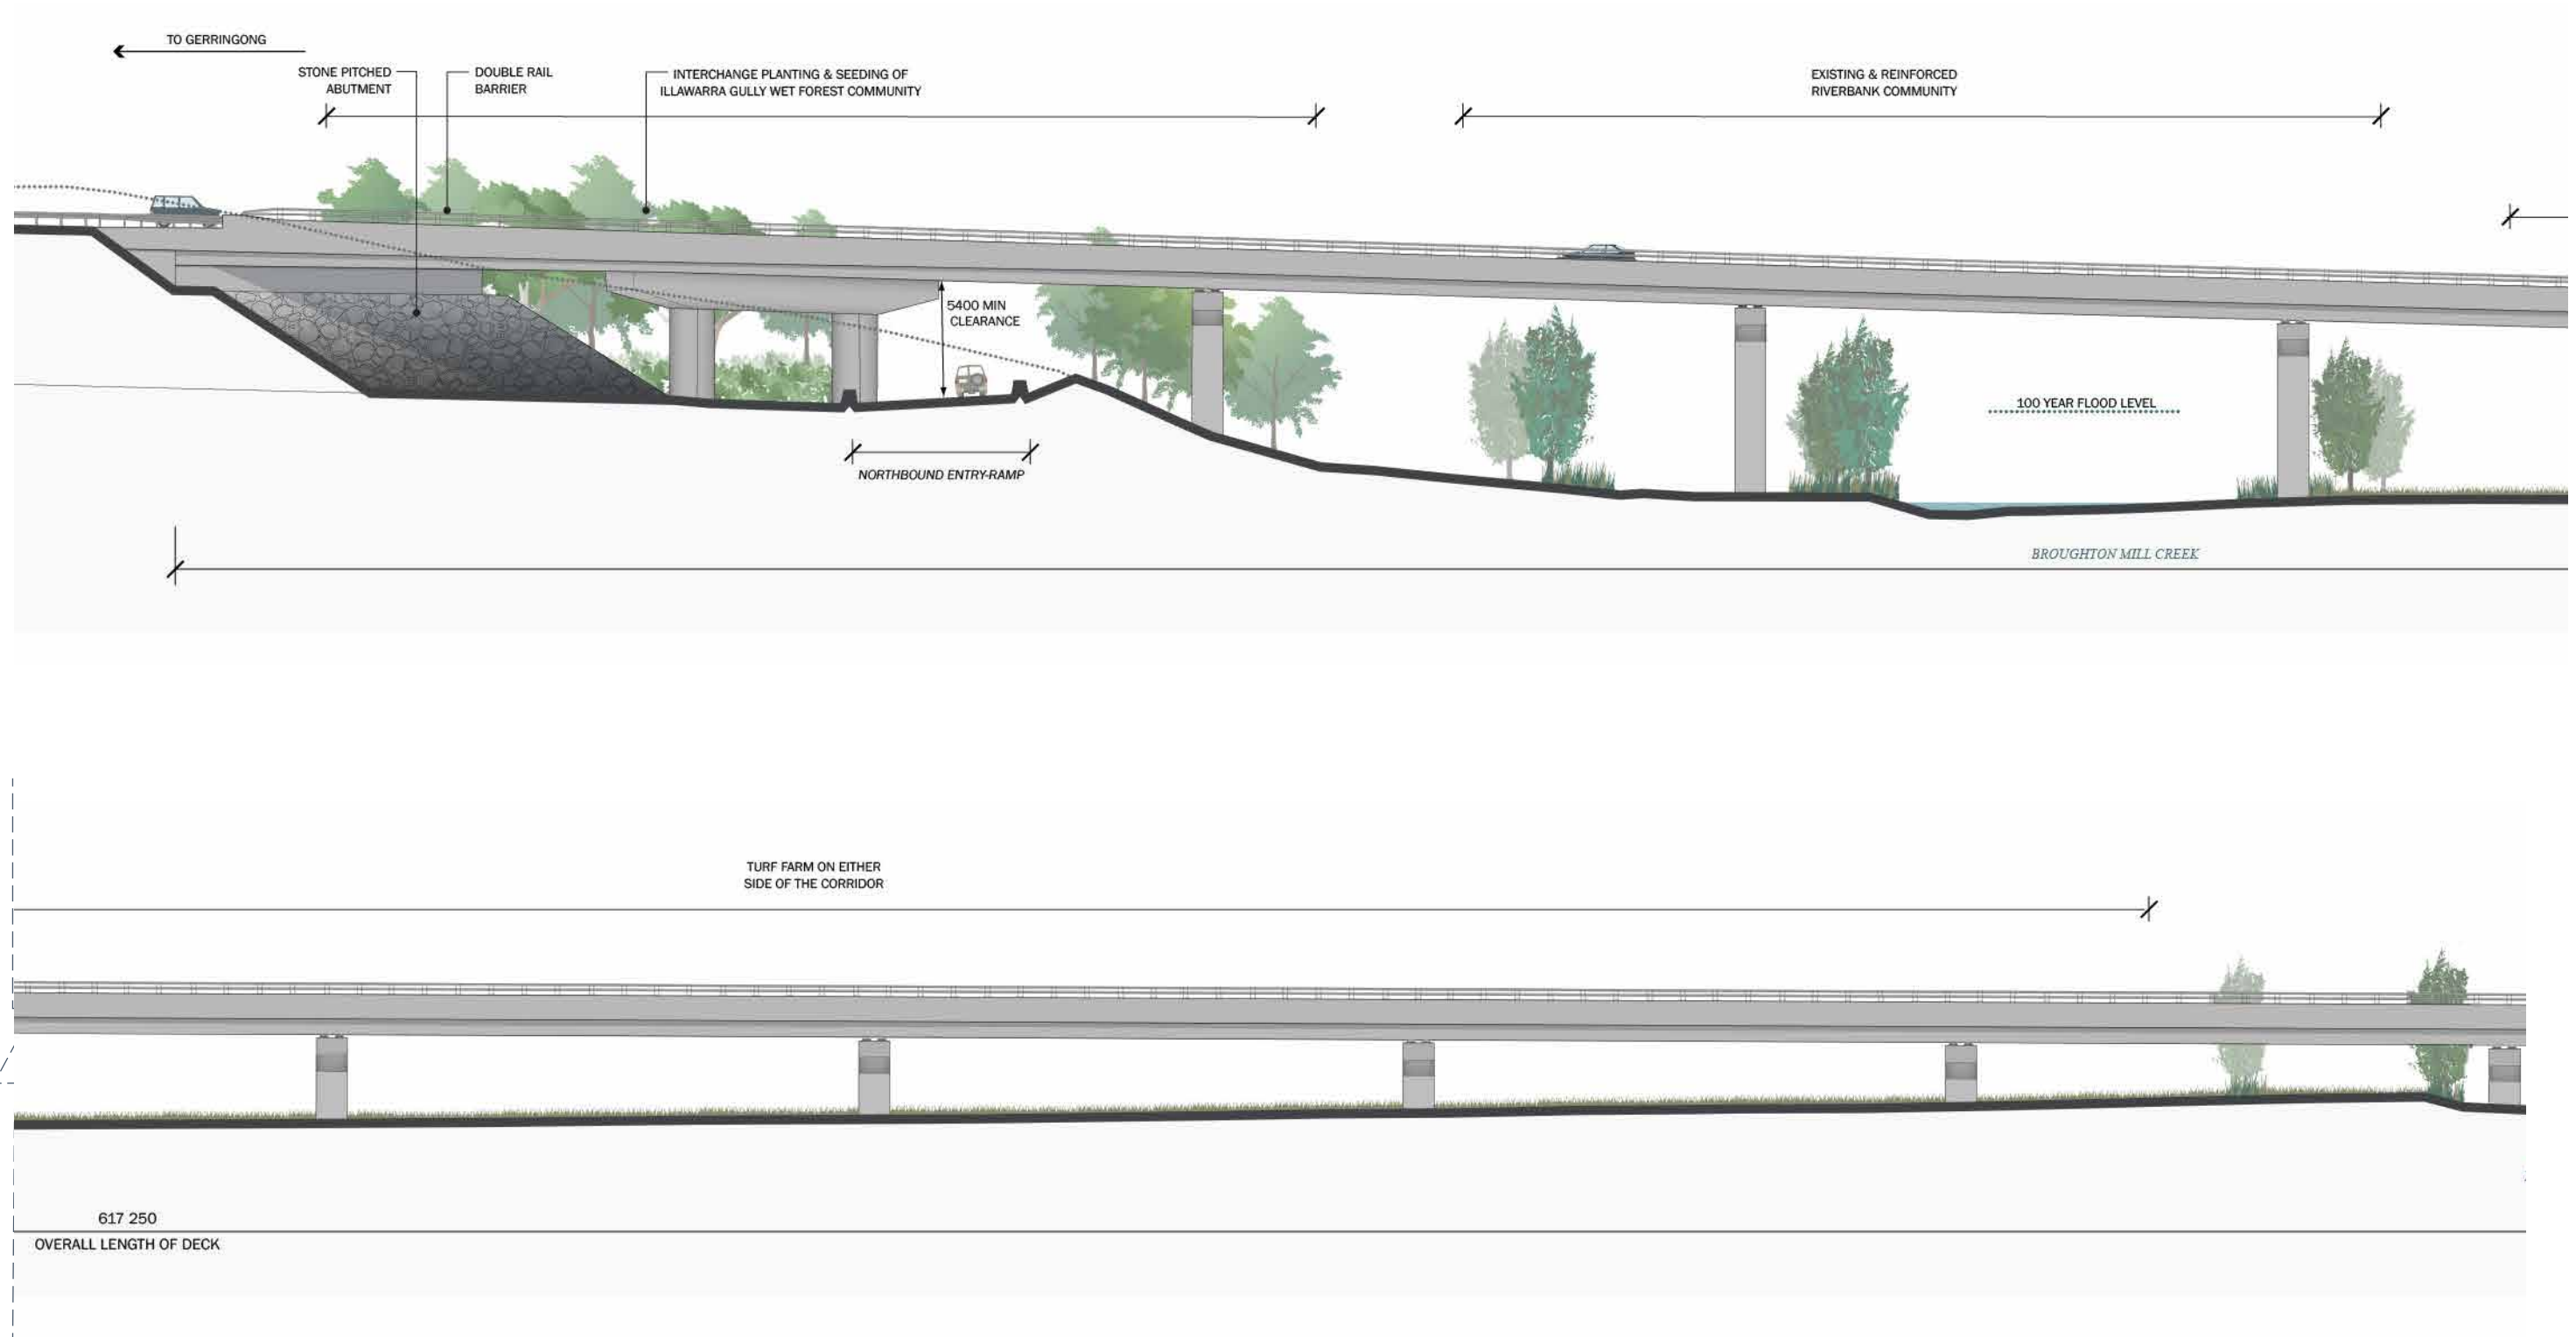 TO GERRINGONG
STONE PITCHED
ABUTMENT
DOUBLE RAIL
BARRIER
INTERCHANGE PLANTING & SEEDING OF
ILLAWARRA GULLY WET FOREST COMMUNITY
EXISTING & REINFORCED
RIVERBANK COMMUNITY
5400 MIN
CLEARANCE
100 YEAR FLOOD LEVEL
NORTHBOUND ENTRY-RAMP
BROUGHTON MILL CREEK
TURF FARM ON EITHER
SIDE OF THE CORRIDOR
617 250
OVERALL LENGTH OF DECK